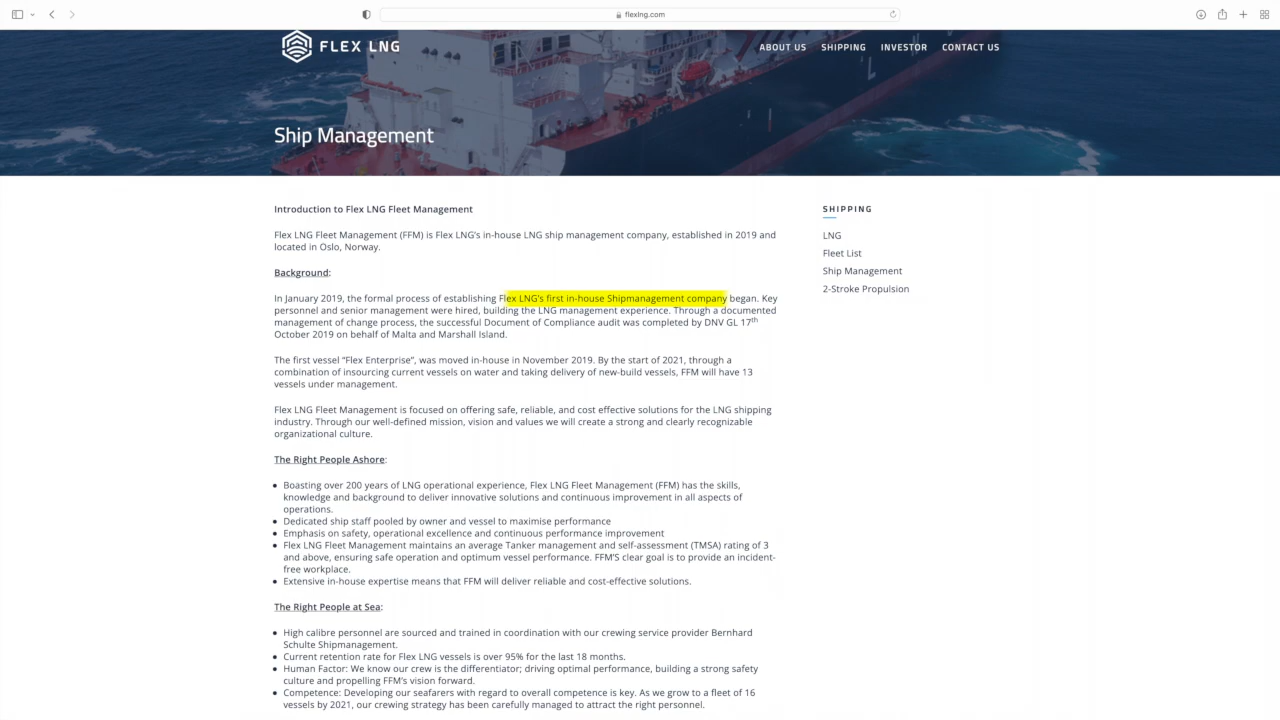 flexlng.com
FLEX LNG
ABOUT US SHIPPING INVESTOR CONTACT US
Ship Management
Introduction to Flex LNG Fleet Management
Flex LNG Fleet Management (FFM) is Flex LNG's in-house LNG ship management company, established in 2019 and
located in Oslo, Norway.
Background:
In January 2019, the formal process of establishing Flex LNG's first in-house Shipmanagement company began. Key
personnel and senior management were hired, building the LNG management experience. Through a documented
management of change process, the successful Document of Compliance audit was completed by DNV GL 17th
October 2019 on behalf of Malta and Marshall Island.
The first vessel “Flex Enterprise”, was moved in-house in November 2019. By the start of 2021, through a
combination of insourcing current vessels on water and taking delivery of new-build vessels, FFM will have 13
vessels under management.
Flex LNG Fleet Management is focused on offering safe, reliable, and cost effective solutions for the LNG shipping
industry. Through our well-defined mission, vision and values we will create a strong and clearly recognizable
organizational culture.
The Right People Ashore:
• Boasting over 200 years of LNG operational experience, Flex LNG Fleet Management (FFM) has the skills,
knowledge and background to deliver innovative solutions and continuous improvement in all aspects of
operations.
• Dedicated ship staff pooled by owner and vessel to maximise performance
• Emphasis on safety, operational excellence and continuous performance improvement
• Flex LNG Fleet Management maintains an average Tanker management and self-assessment (TMSA) rating of 3
and above, ensuring safe operation and optimum vessel performance. FFM'S clear goal is to provide an incident-
free workplace.
• Extensive in-house expertise means that FFM will deliver reliable and cost-effective solutions.
The Right People at Sea:
• High calibre personnel are sourced and trained in coordination with our crewing service provider Bernhard
Schulte Shipmanagement.
• Current retention rate for Flex LNG vessels is over 95% for the last 18 months.
• Human Factor: We know our crew is the differentiator; driving optimal performance, building a strong safety
culture and propelling FFM's vision forward.
• Competence: Developing our seafarers with regard to overall competence is key. As we grow to a fleet of 16
vessels by 2021, our crewing strategy has been carefully managed to attract the right personnel.
SHIPPING
LNG
Fleet List
Ship Management
2-Stroke Propulsion